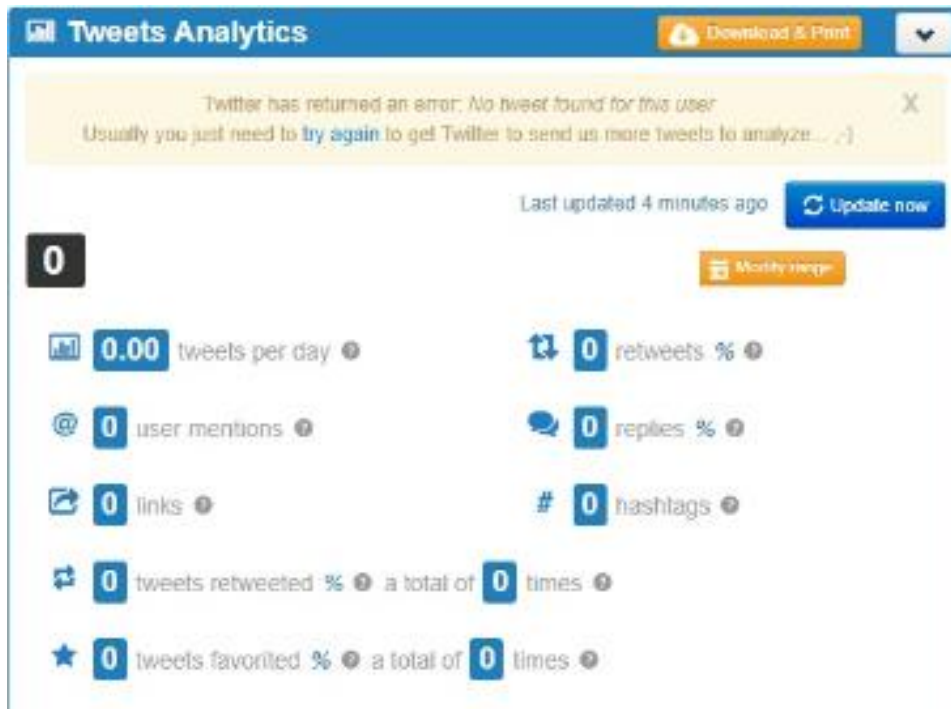 Tweets Analytics
Download & Print
Twitter has returned an error: No tweet found for this user
X
Usually you just need to try again to get Twitter to send us more tweets to analyze... ;-)
Last updated 4 minutes ago
Update now
0
Modify range
0.00 tweets per day ?
0 retweets % ?
@ 0 user mentions ?
0 replies % ?
0 links ?
# 0 hashtags ?
0 tweets retweeted % ? a total of 0 times ?
0 tweets favorited % ? a total of 0 times ?